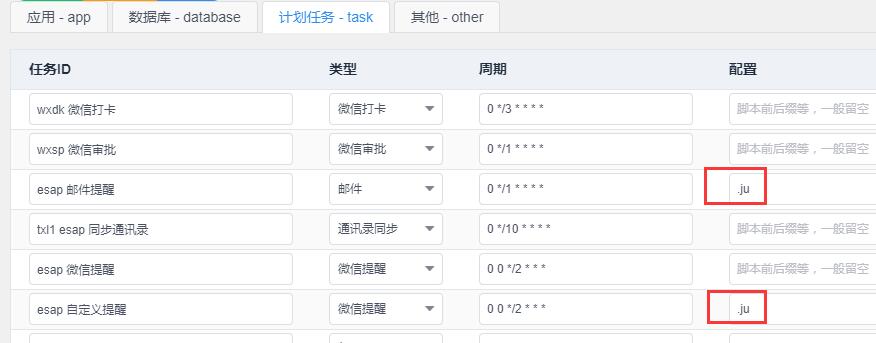 应用 - app 数据库 - database 计划任务 - task 其他 - other
任务ID 类型 周期 配置
wxdk 微信打卡 微信打卡 0 */3 * * * * 脚本前后缀等，一般留空
wxsp 微信审批 微信审批 0 */1 * * * * 脚本前后缀等，一般留空
esap 邮件提醒 邮件 0 */1 * * * * .ju
txl1 esap 同步通讯录 通讯录同步 0 */10 * * * * 脚本前后缀等，一般留空
esap 微信提醒 微信提醒 0 0 */2 * * * 脚本前后缀等，一般留空
esap 自定义提醒 微信提醒 0 0 */2 * * * .ju